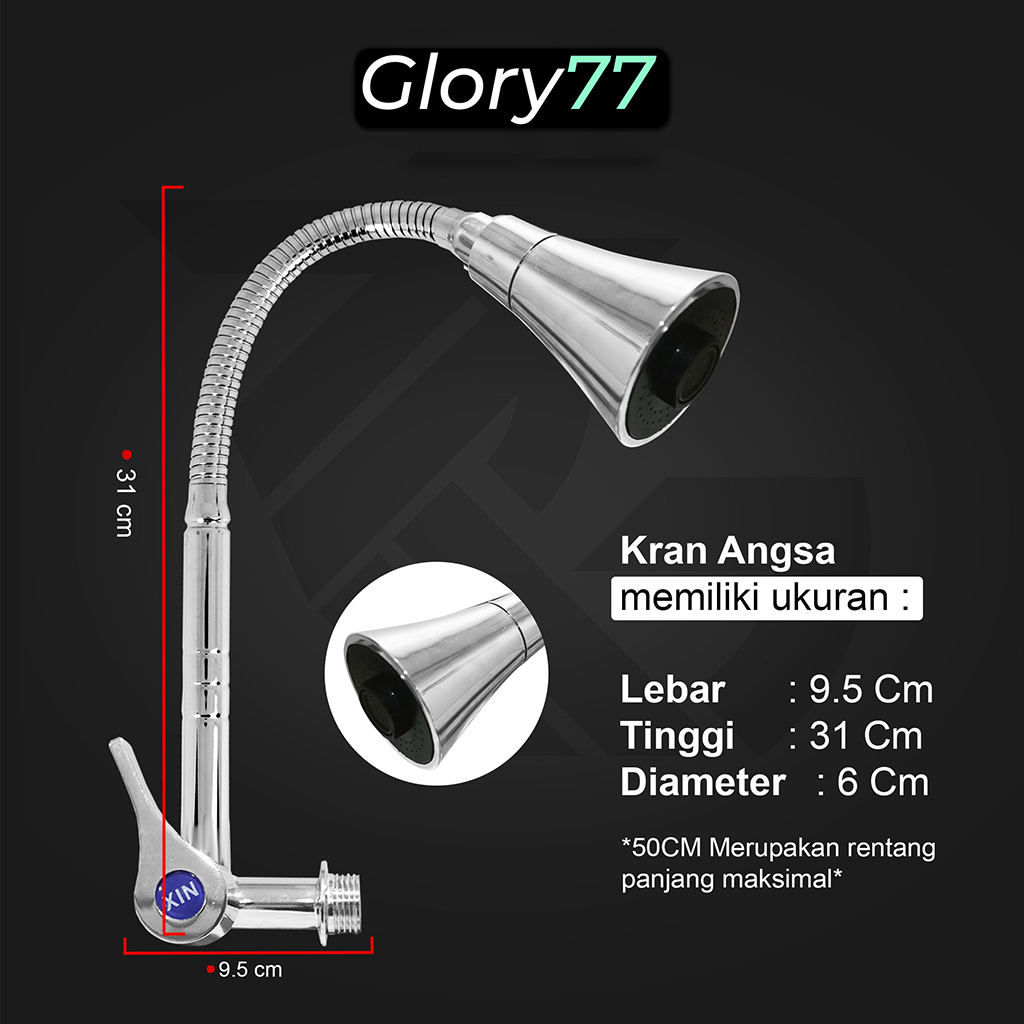 Glory77
31 cm
Kran Angsa
memiliki ukuran :
Lebar : 9.5 Cm
Tinggi : 31 Cm
Diameter : 6 Cm
*50CM Merupakan rentang
panjang maksimal*
XIN
9.5 cm